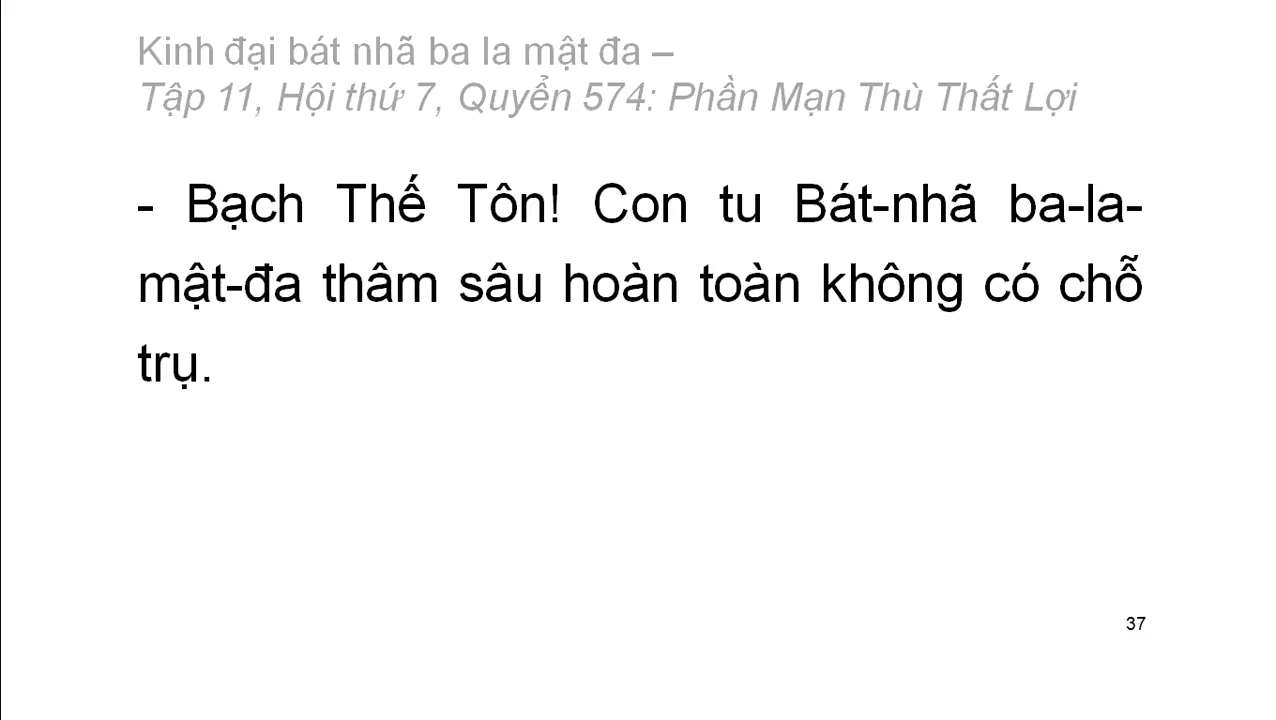 Kinh đại bát nhã ba la mật đa –
Tập 11, Hội thứ 7, Quyển 574: Phần Mạn Thù Thất Lợi
- Bạch Thế Tôn! Con tu Bát-nhã ba-la-
mật-đa thâm sâu hoàn toàn không có chỗ
trụ.
37